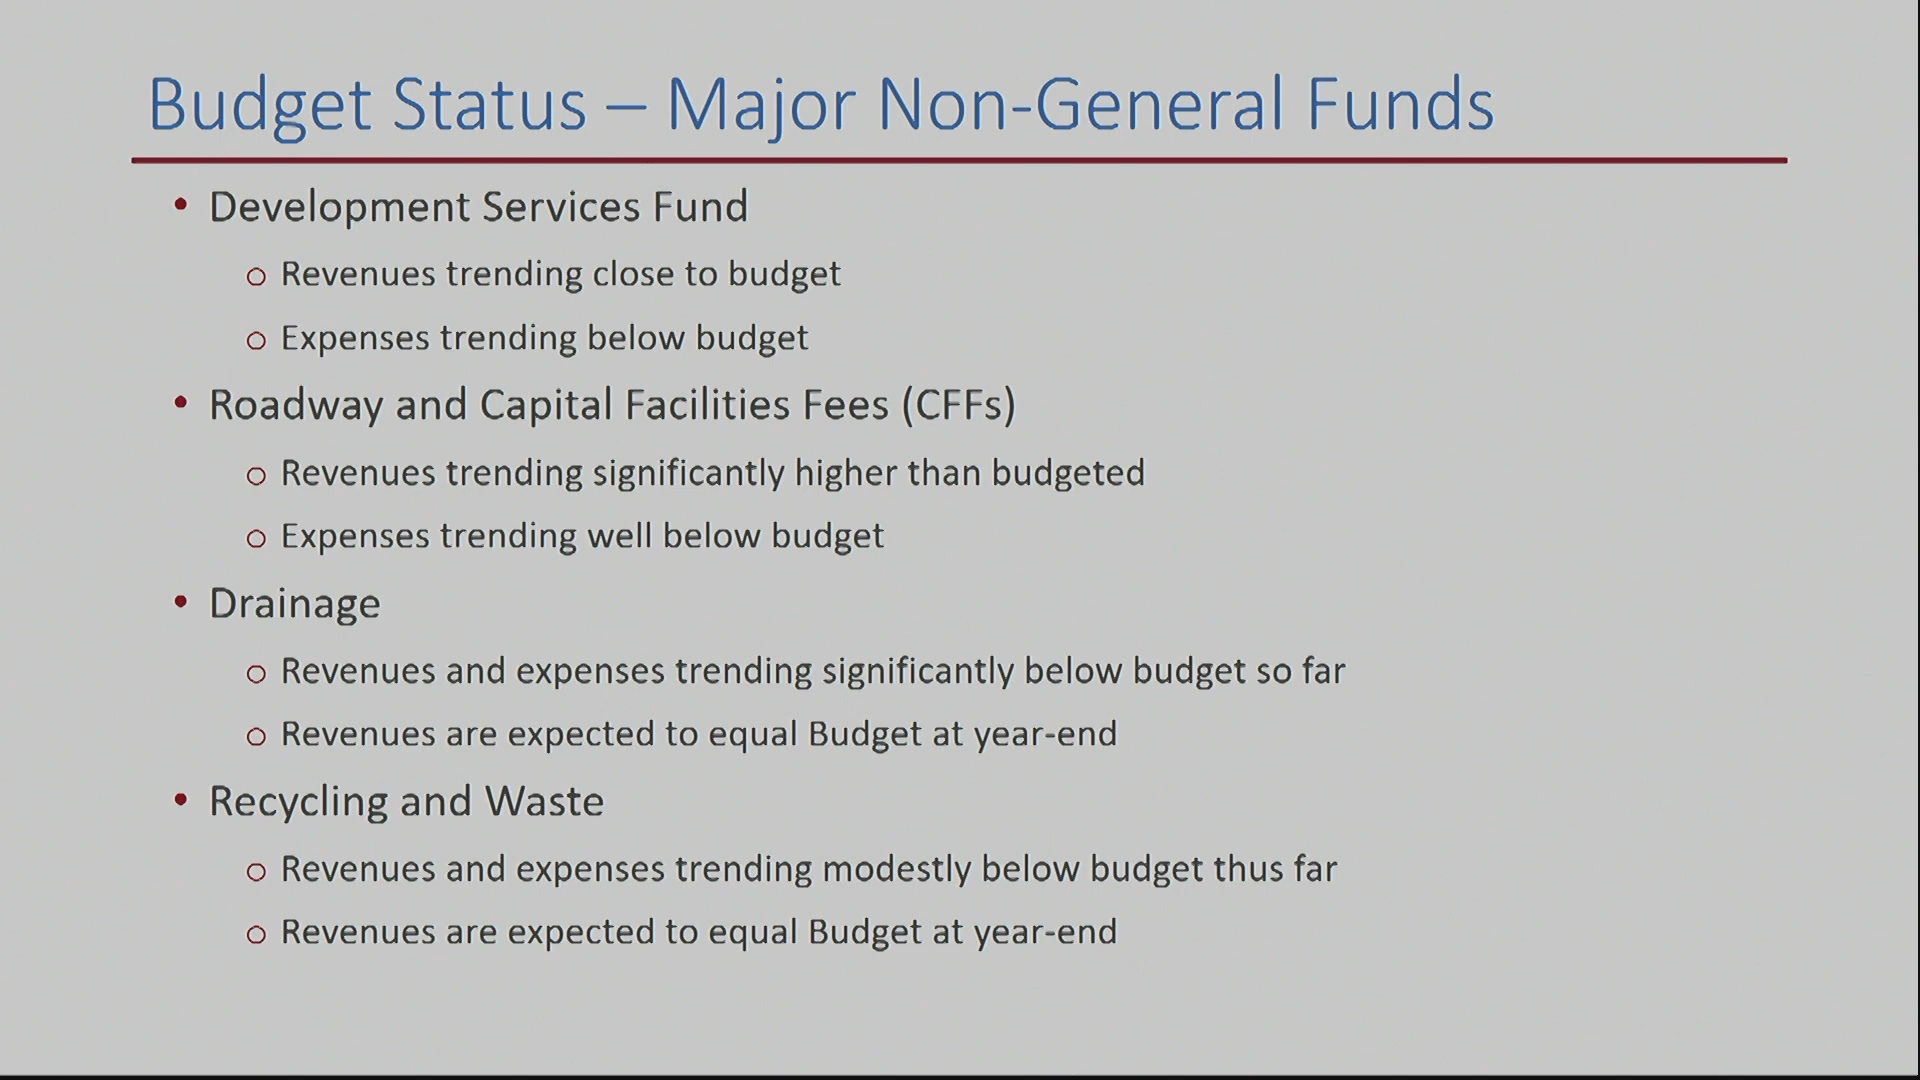 Budget Status – Major Non-General Funds
• Development Services Fund
o Revenues trending close to budget
o Expenses trending below budget
• Roadway and Capital Facilities Fees (CFFs)
o Revenues trending significantly higher than budgeted
o Expenses trending well below budget
• Drainage
o Revenues and expenses trending significantly below budget so far
o Revenues are expected to equal Budget at year-end
• Recycling and Waste
o Revenues and expenses trending modestly below budget thus far
o Revenues are expected to equal Budget at year-end